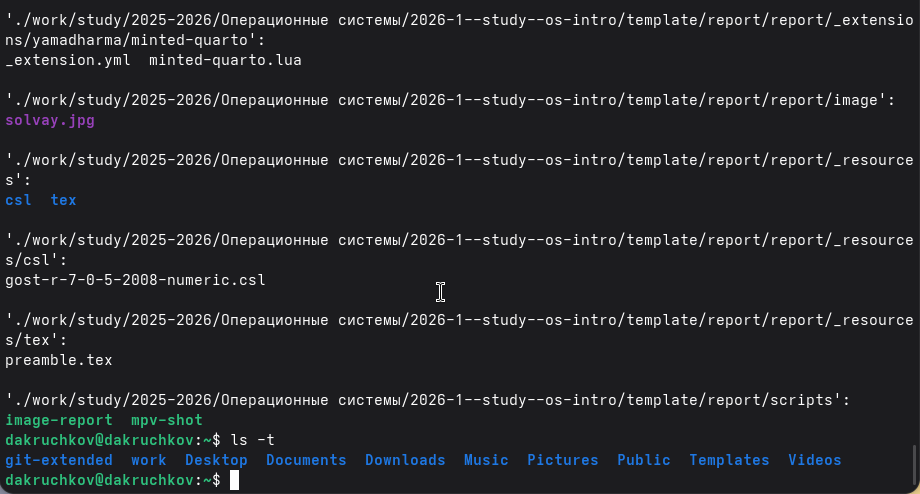 './work/study/2025-2026/Операционные системы/2026-1--study--os-intro/template/report/report/_extensio
ns/yamadharma/minted-quarto':
_extension.yml  minted-quarto.lua
'./work/study/2025-2026/Операционные системы/2026-1--study--os-intro/template/report/report/image':
solvay.jpg
'./work/study/2025-2026/Операционные системы/2026-1--study--os-intro/template/report/report/_resource
s':
csl  tex
'./work/study/2025-2026/Операционные системы/2026-1--study--os-intro/template/report/report/_resource
s/csl':
gost-r-7-0-5-2008-numeric.csl
'./work/study/2025-2026/Операционные системы/2026-1--study--os-intro/template/report/report/_resource
s/tex':
preamble.tex
'./work/study/2025-2026/Операционные системы/2026-1--study--os-intro/template/report/scripts':
image-report  mpv-shot
dakruchkov@dakruchkov:~$ ls -t
git-extended  work  Desktop  Documents  Downloads  Music  Pictures  Public  Templates  Videos
dakruchkov@dakruchkov:~$